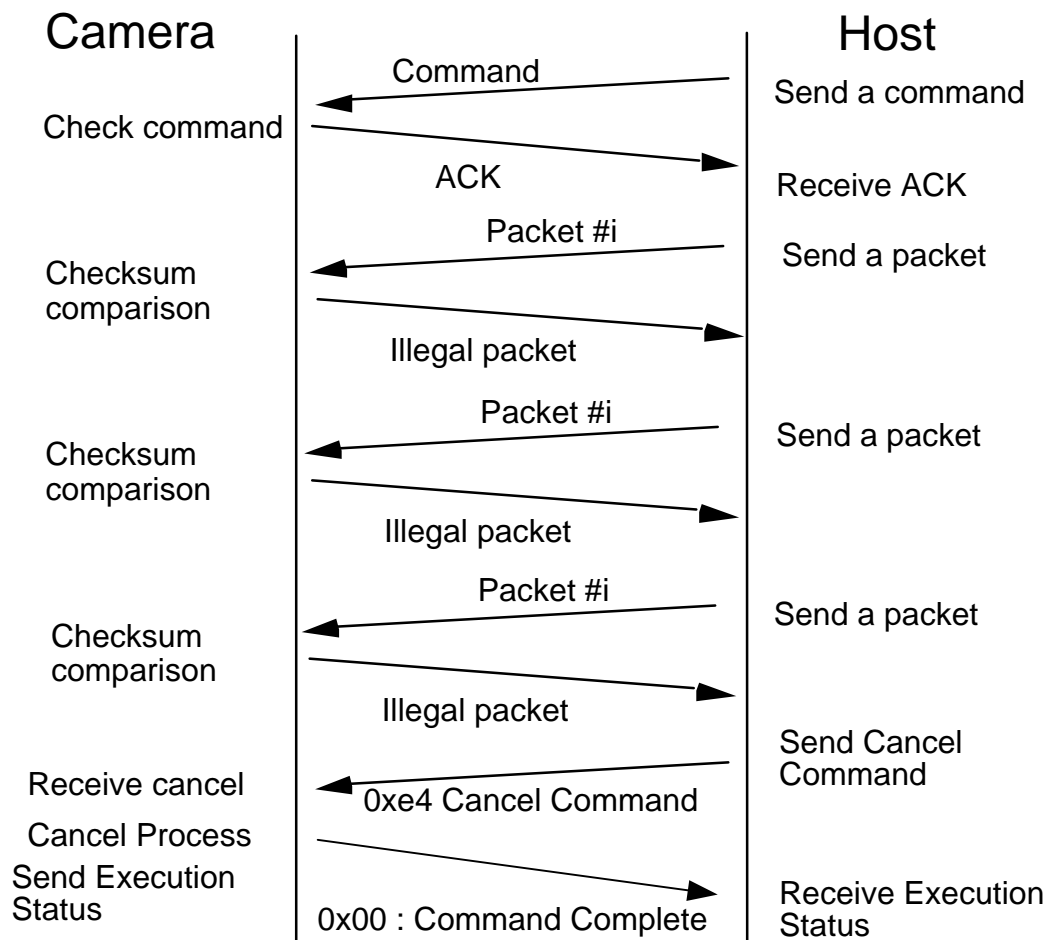 Camera
Host
Command
Send a command
Check command
ACK
Receive ACK
Packet #i
Send a packet
Checksum
comparison
Illegal packet
Packet #i
Send a packet
Checksum
comparison
Illegal packet
Packet #i
Send a packet
Checksum
comparison
Illegal packet
Send Cancel
Command
Receive cancel
0xe4 Cancel Command
Cancel Process
Send Execution
Status
Receive Execution
Status
0x00 : Command Complete